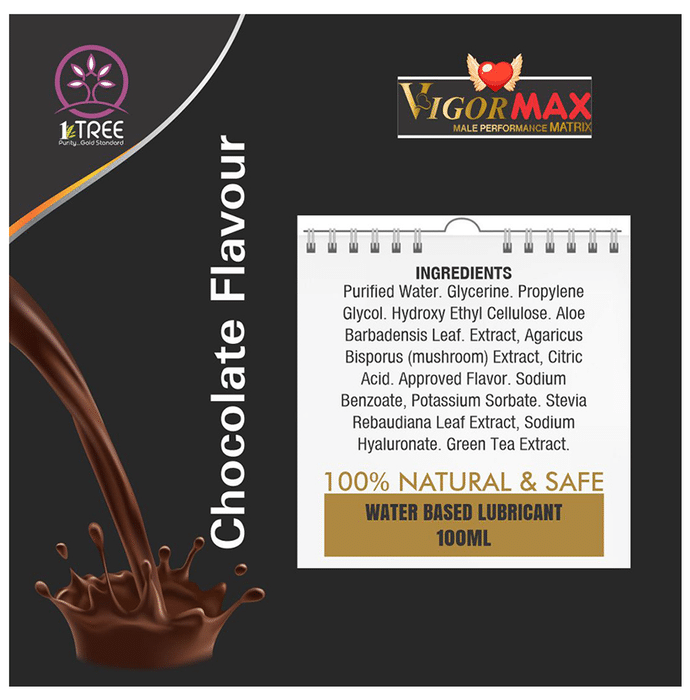 1 TREE
Purity...Gold Standard
VIGORMAX
MALE PERFORMANCE MATRIX
Chocolate Flavour
INGREDIENTS
Purified Water. Glycerine. Propylene
Glycol. Hydroxy Ethyl Cellulose. Aloe
Barbadensis Leaf. Extract, Agaricus
Bisporus (mushroom) Extract, Citric
Acid. Approved Flavor. Sodium
Benzoate, Potassium Sorbate. Stevia
Rebaudiana Leaf Extract, Sodium
Hyaluronate. Green Tea Extract.
100% NATURAL & SAFE
WATER BASED LUBRICANT
100ML